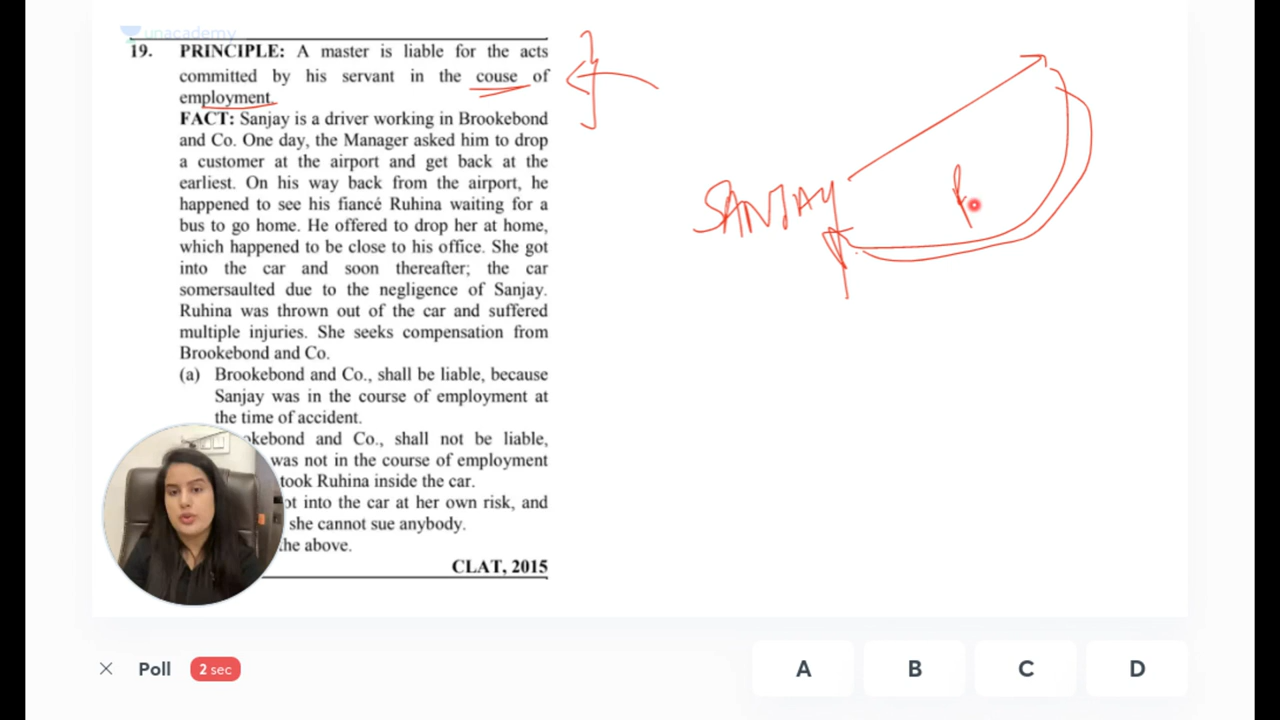 unacademy
19. PRINCIPLE: A master is liable for the acts
committed by his servant in the couse of
employment.
FACT: Sanjay is a driver working in Brookebond
and Co. One day, the Manager asked him to drop
a customer at the airport and get back at the
earliest. On his way back from the airport, he
happened to see his fiancé Ruhina waiting for a
bus to go home. He offered to drop her at home,
which happened to be close to his office. She got
into the car and soon thereafter; the car
somersaulted due to the negligence of Sanjay.
Ruhina was thrown out of the car and suffered
multiple injuries. She seeks compensation from
Brookebond and Co.
(a) Brookebond and Co., shall be liable, because
Sanjay was in the course of employment at
the time of accident.
okebond and Co., shall not be liable,
was not in the course of employment
took Ruhina inside the car.
ot into the car at her own risk, and
she cannot sue anybody.
the above.
CLAT, 2015
SANJAY
Poll 2 sec
A B C D